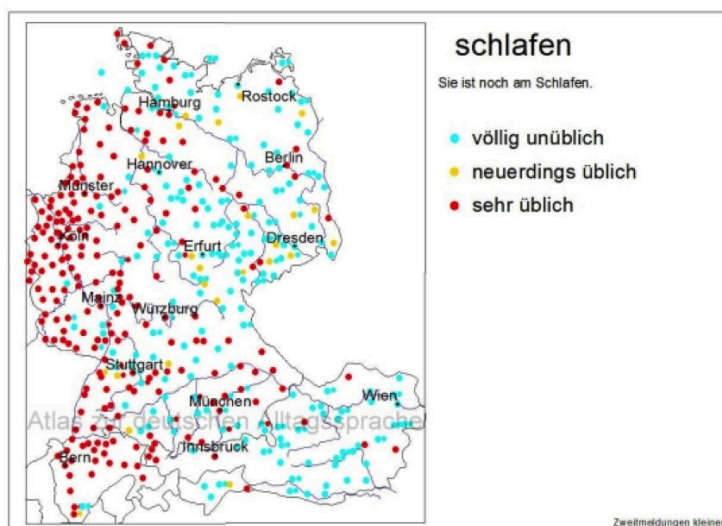 schlafen
Sie ist noch am Schlafen.
völlig unüblich
neuerdings üblich
sehr üblich
Hamburg
Rostock
Hannover
Berlin
Münster
Köln
Erfurt
Dresden
Mainz
Würzburg
Stuttgart
München
Wien
Atlas zur deutschen Alltagssprache
Innsbruck
Bern
Zweitmeldungen kleiner